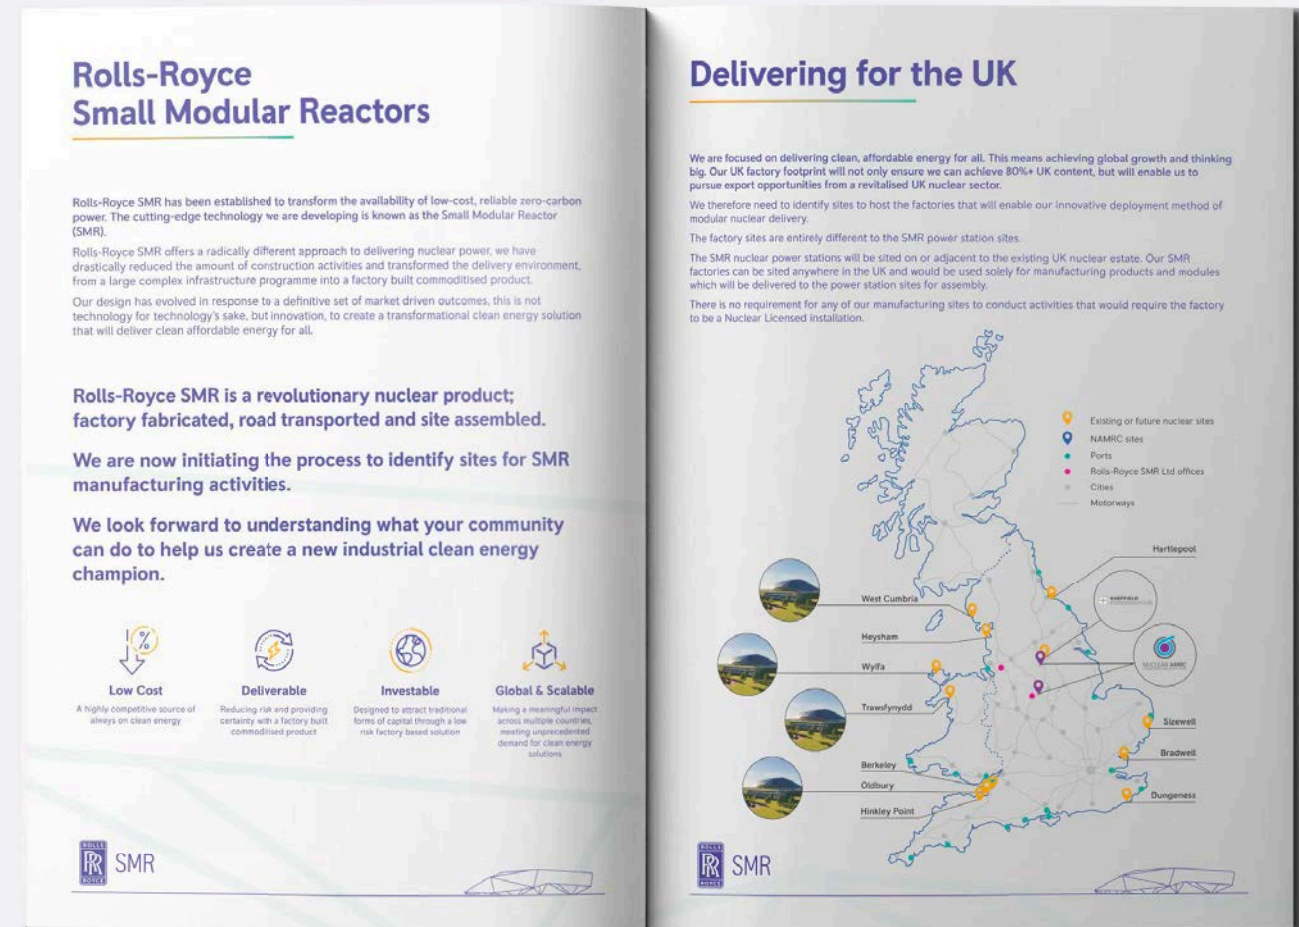 Rolls-Royce
Small Modular Reactors
Rolls-Royce SMR has been established to transform the availability of low-cost, reliable zero-carbon
power. The cutting-edge technology we are developing is known as the Small Modular Reactor
(SMR).
Rolls-Royce SMR offers a radically different approach to delivering nuclear power, we have
drastically reduced the amount of construction activities and transformed the delivery environment,
from a large complex infrastructure programme into a factory built commoditised product.
Our design has evolved in response to a definitive set of market driven outcomes, this is not
technology for technology's sake, but innovation, to create a transformational clean energy solution
that will deliver clean affordable energy for all.
Rolls-Royce SMR is a revolutionary nuclear product;
factory fabricated, road transported and site assembled.
We are now initiating the process to identify sites for SMR
manufacturing activities.
We look forward to understanding what your community
can do to help us create a new industrial clean energy
champion.
%
Low Cost
A highly competitive source of
always on clean energy
Deliverable
Reducing risk and providing
certainty with a factory built
commoditised product
Investable
Designed to attract traditional
forms of capital through a low
risk factory based solution
Global & Scalable
Making a meaningful impact
across multiple countries,
meeting unprecedented
demand for clean energy
solutions
ROLLS
RR
ROYCE
SMR
Delivering for the UK
We are focused on delivering clean, affordable energy for all. This means achieving global growth and thinking
big. Our UK factory footprint will not only ensure we can achieve 80%+ UK content, but will enable us to
pursue export opportunities from a revitalised UK nuclear sector.
We therefore need to identify sites to host the factories that will enable our innovative deployment method of
modular nuclear delivery.
The factory sites are entirely different to the SMR power station sites.
The SMR nuclear power stations will be sited on or adjacent to the existing UK nuclear estate. Our SMR
factories can be sited anywhere in the UK and would be used solely for manufacturing products and modules
which will be delivered to the power station sites for assembly.
There is no requirement for any of our manufacturing sites to conduct activities that would require the factory
to be a Nuclear Licensed Installation.
Existing or future nuclear sites
NAMRC sites
Ports
Rolls-Royce SMR Ltd offices
Cities
Motorways
Hartlepool
West Cumbria
SHEFFIELD
Heysham
NUCLEAR AMRC
Wylfa
Trawsfynydd
Sizewell
Bradwell
Berkeley
Oldbury
Dungeness
Hinkley Point
ROLLS
RR
ROYCE
SMR